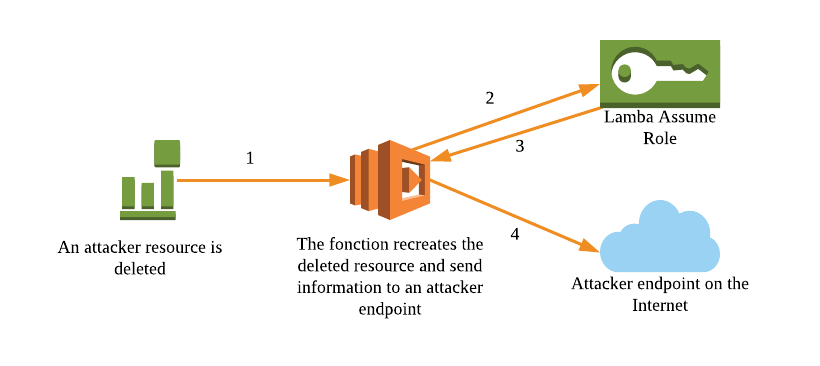 1
2
3
4
Lamba Assume
Role
An attacker resource is
deleted
The fonction recreates the
deleted resource and send
information to an attacker
endpoint
Attacker endpoint on the
Internet